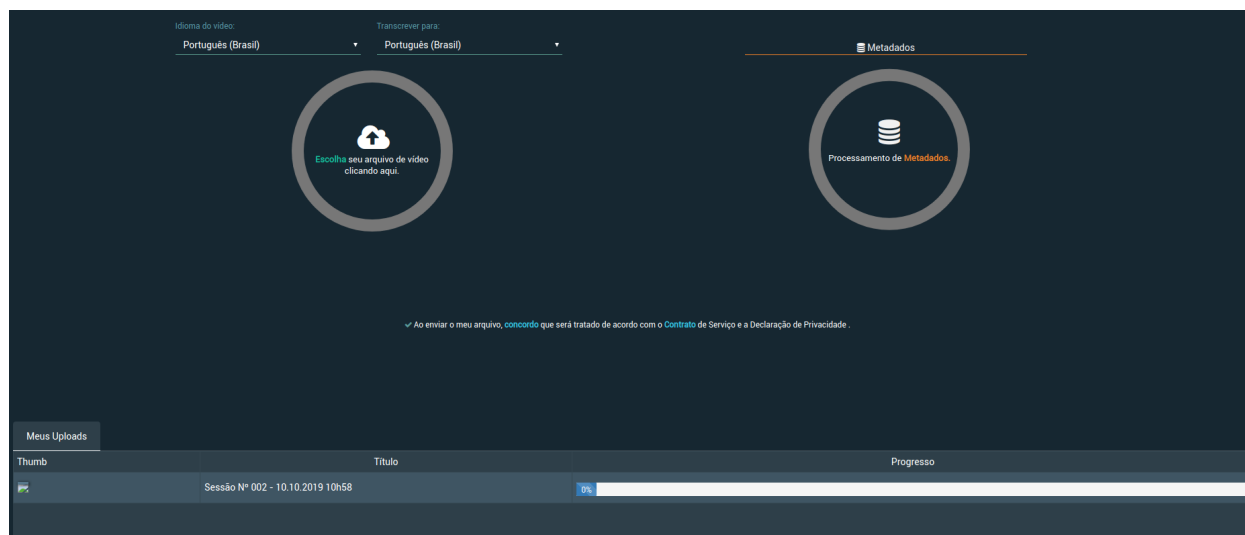 Idioma do vídeo:
Transcrever para:
Português (Brasil)
Português (Brasil)
Metadados
Escolha seu arquivo de vídeo
clicando aqui.
Processamento de Metadados.
Ao enviar o meu arquivo, concordo que será tratado de acordo com o Contrato de Serviço e a Declaração de Privacidade .
Meus Uploads
Thumb
Título
Progresso
Sessão Nº 002 - 10.10.2019 10h58
0%